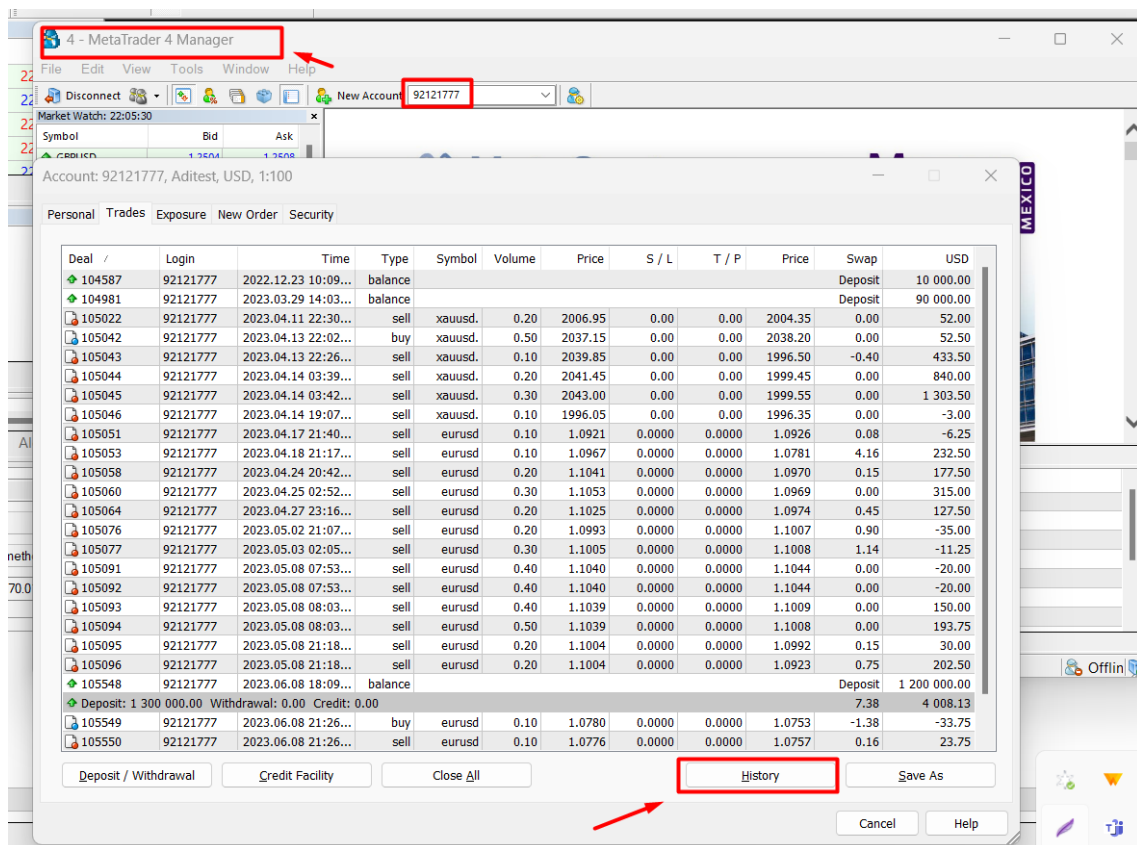 4 - MetaTrader 4 Manager
File Edit View Tools Window Help
Disconnect New Account 92121777
Market Watch: 22:05:30
Symbol Bid Ask
GBPUSD 1.2504 1.2508
MEXICO
Account: 92121777, Aditest, USD, 1:100
Personal Trades Exposure New Order Security
Deal / Login Time Type Symbol Volume Price S / L T / P Price Swap USD
104587 92121777 2022.12.23 10:09... balance Deposit 10 000.00
104981 92121777 2023.03.29 14:03... balance Deposit 90 000.00
105022 92121777 2023.04.11 22:30... sell xauusd. 0.20 2006.95 0.00 0.00 2004.35 0.00 52.00
105042 92121777 2023.04.13 22:02... buy xauusd. 0.50 2037.15 0.00 0.00 2038.20 0.00 52.50
105043 92121777 2023.04.13 22:26... sell xauusd. 0.10 2039.85 0.00 0.00 1996.50 -0.40 433.50
105044 92121777 2023.04.14 03:39... sell xauusd. 0.20 2041.45 0.00 0.00 1999.45 0.00 840.00
105045 92121777 2023.04.14 03:42... sell xauusd. 0.30 2043.00 0.00 0.00 1999.55 0.00 1 303.50
105046 92121777 2023.04.14 19:07... sell xauusd. 0.10 1996.05 0.00 0.00 1996.35 0.00 -3.00
105051 92121777 2023.04.17 21:40... sell eurusd 0.10 1.0921 0.0000 0.0000 1.0926 0.08 -6.25
105053 92121777 2023.04.18 21:17... sell eurusd 0.10 1.0967 0.0000 0.0000 1.0781 4.16 232.50
105058 92121777 2023.04.24 20:42... sell eurusd 0.20 1.1041 0.0000 0.0000 1.0970 0.15 177.50
105060 92121777 2023.04.25 02:52... sell eurusd 0.30 1.1053 0.0000 0.0000 1.0969 0.00 315.00
105064 92121777 2023.04.27 23:16... sell eurusd 0.20 1.1025 0.0000 0.0000 1.0974 0.45 127.50
105076 92121777 2023.05.02 21:07... sell eurusd 0.20 1.0993 0.0000 0.0000 1.1007 0.90 -35.00
105077 92121777 2023.05.03 02:05... sell eurusd 0.30 1.1005 0.0000 0.0000 1.1008 1.14 -11.25
105091 92121777 2023.05.08 07:53... sell eurusd 0.40 1.1040 0.0000 0.0000 1.1044 0.00 -20.00
105092 92121777 2023.05.08 07:53... sell eurusd 0.40 1.1040 0.0000 0.0000 1.1044 0.00 -20.00
105093 92121777 2023.05.08 08:03... sell eurusd 0.40 1.1039 0.0000 0.0000 1.1009 0.00 150.00
105094 92121777 2023.05.08 08:03... sell eurusd 0.50 1.1039 0.0000 0.0000 1.1008 0.00 193.75
105095 92121777 2023.05.08 21:18... sell eurusd 0.20 1.1004 0.0000 0.0000 1.0992 0.15 30.00
105096 92121777 2023.05.08 21:18... sell eurusd 0.20 1.1004 0.0000 0.0000 1.0923 0.75 202.50
105548 92121777 2023.06.08 18:09... balance Deposit 1 200 000.00
Deposit: 1 300 000.00 Withdrawal: 0.00 Credit: 0.00 7.38 4 008.13
105549 92121777 2023.06.08 21:26... buy eurusd 0.10 1.0780 0.0000 0.0000 1.0753 -1.38 -33.75
105550 92121777 2023.06.08 21:26... sell eurusd 0.10 1.0776 0.0000 0.0000 1.0757 0.16 23.75
Deposit / Withdrawal Credit Facility Close All History Save As
Cancel Help
Offlin